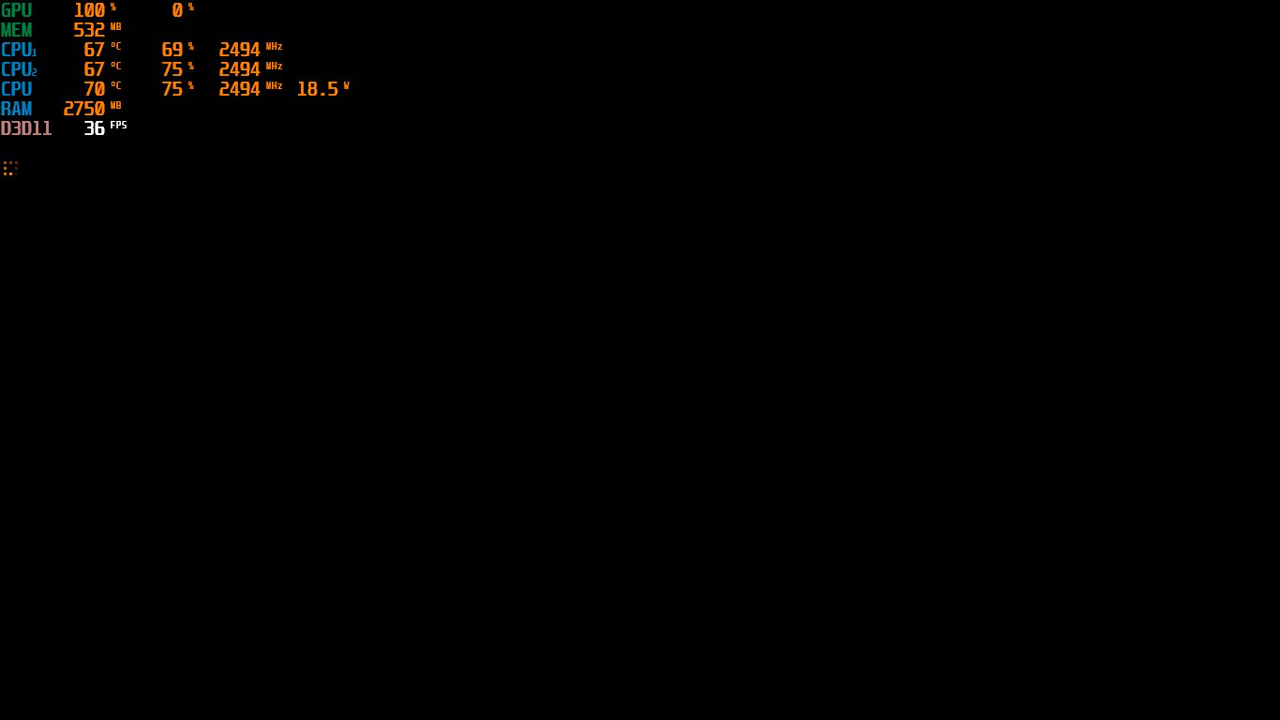 GPU 100 % 0 %
MEM 532 MB
CPU1 67 °C 69 % 2494 MHz
CPU2 67 °C 75 % 2494 MHz
CPU 70 °C 75 % 2494 MHz 18.5 W
RAM 2750 MB
D3D11 36 FPS